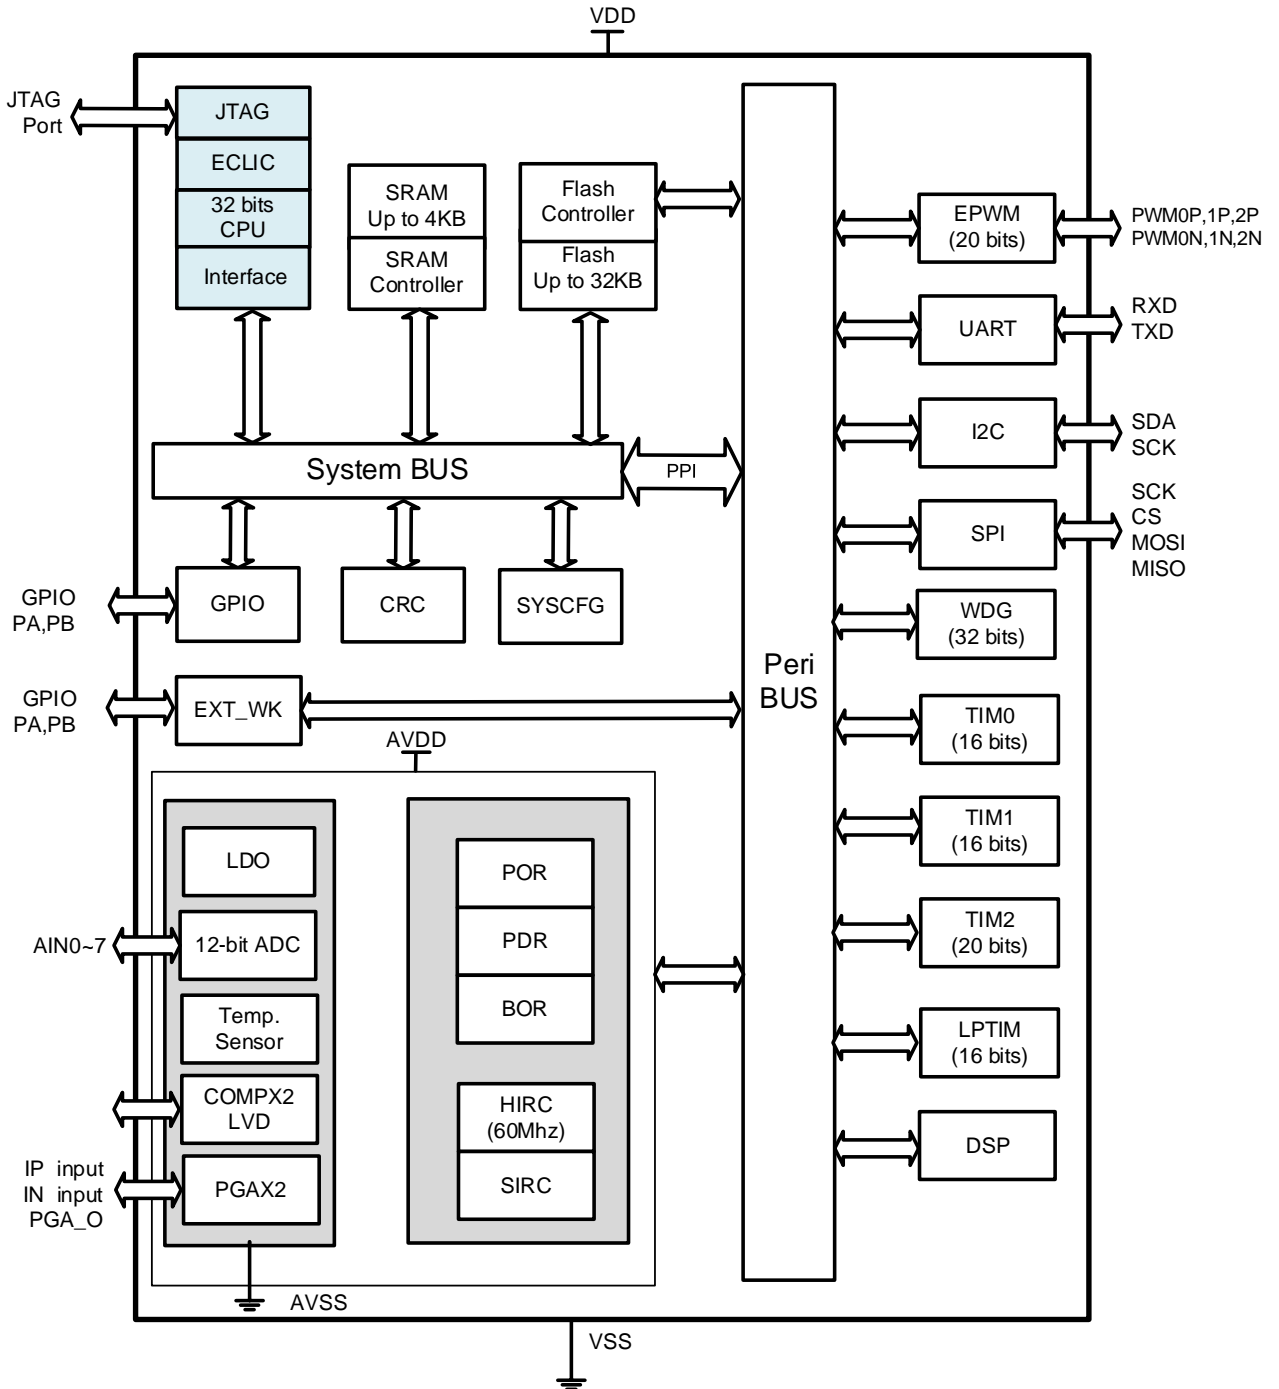 VDD
JTAG
Port
JTAG
ECLIC
32 bits
CPU
Interface
SRAM
Up to 4KB
SRAM
Controller
Flash
Controller
Flash
Up to 32KB
System BUS
PPI
GPIO
PA,PB
GPIO
CRC
SYSCFG
GPIO
PA,PB
EXT_WK
Peri
BUS
EPWM
(20 bits)
PWM0P,1P,2P
PWM0N,1N,2N
UART
RXD
TXD
I2C
SDA
SCK
SPI
SCK
CS
MOSI
MISO
WDG
(32 bits)
TIM0
(16 bits)
TIM1
(16 bits)
TIM2
(20 bits)
LPTIM
(16 bits)
DSP
AVDD
LDO
AIN0~7
12-bit ADC
Temp.
Sensor
COMPX2
LVD
IP input
IN input
PGA_O
PGAX2
POR
PDR
BOR
HIRC
(60Mhz)
SIRC
AVSS
VSS